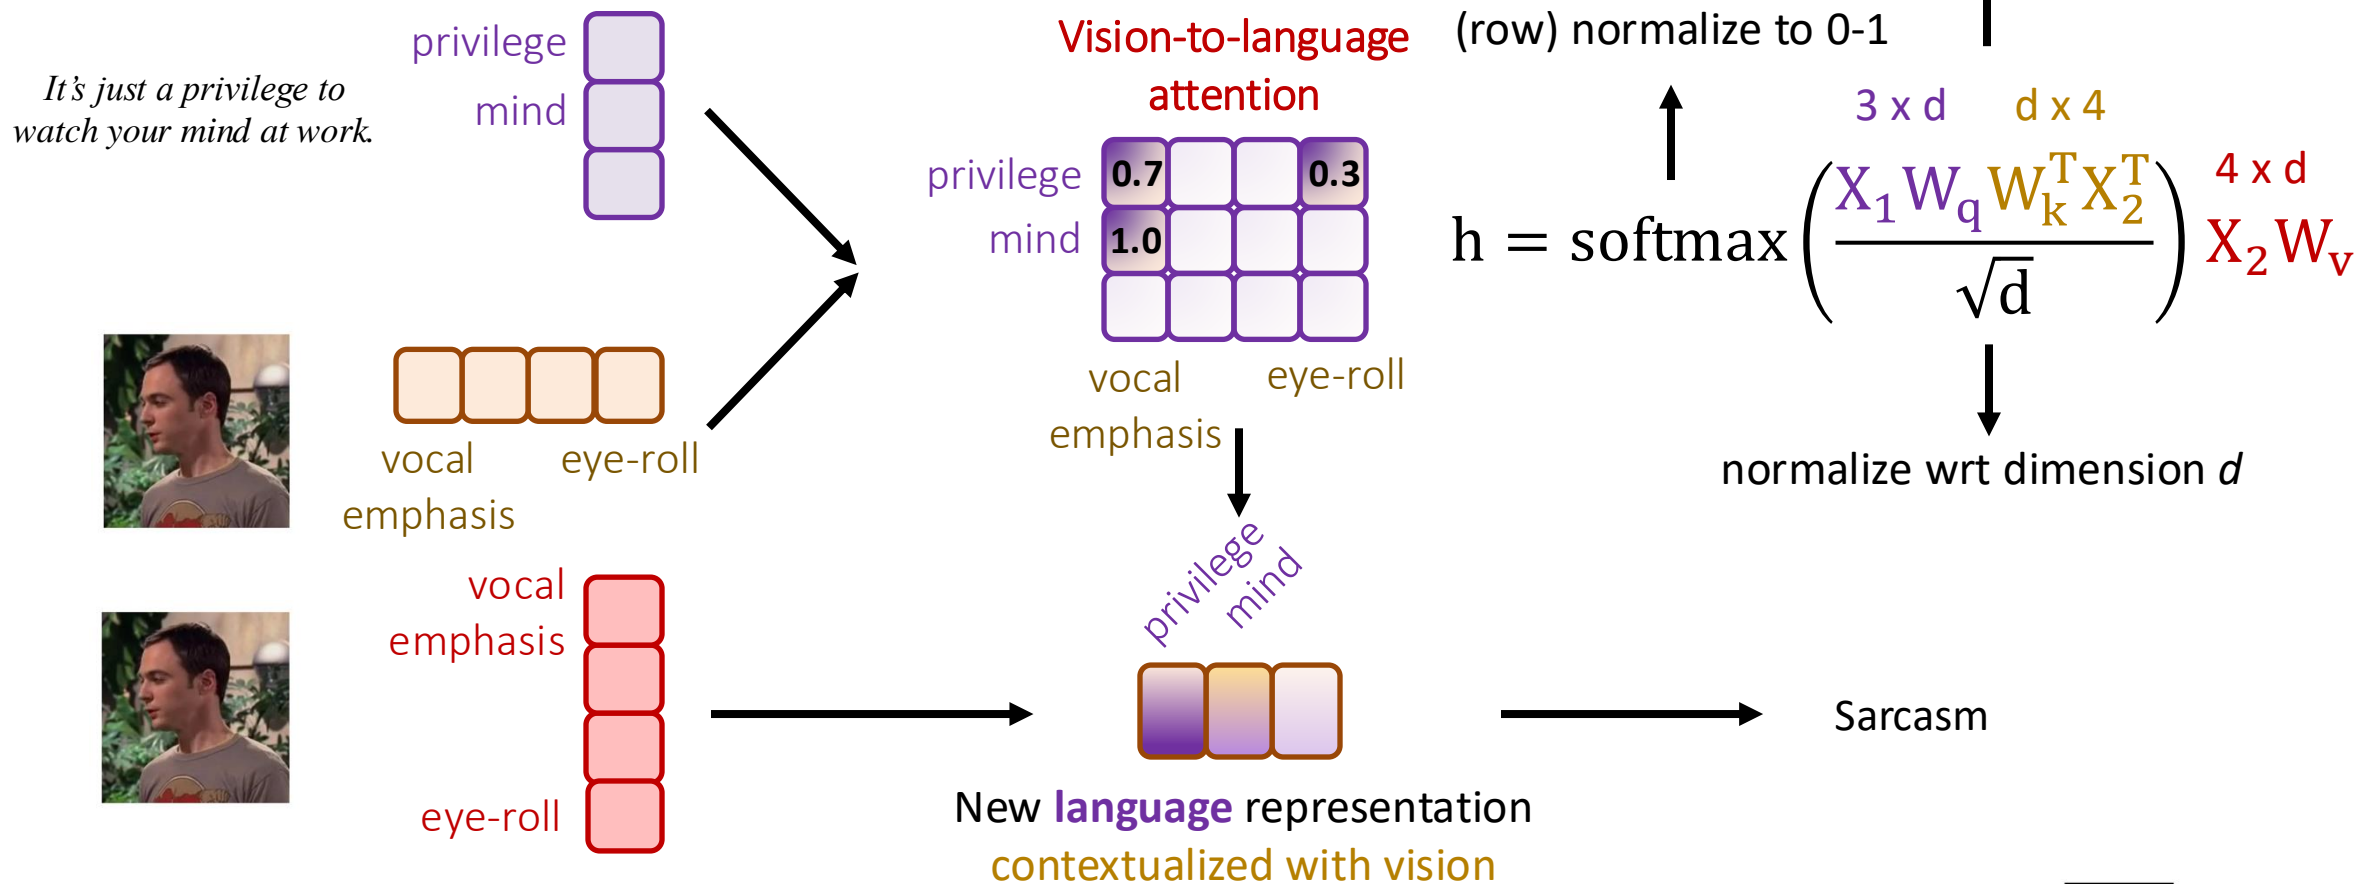 It's just a privilege to
watch your mind at work.
privilege
mind
vocal
emphasis
eye-roll
vocal
emphasis
eye-roll
Vision-to-language
attention
privilege
mind
0.7
0.3
1.0
vocal
emphasis
eye-roll
privilege
mind
New language representation
contextualized with vision
Sarcasm
(row) normalize to 0-1
3 x d
d x 4
4 x d
h = softmax(X₁W_qW_kᵀX₂ᵀ / √d) X₂W_v
normalize wrt dimension d